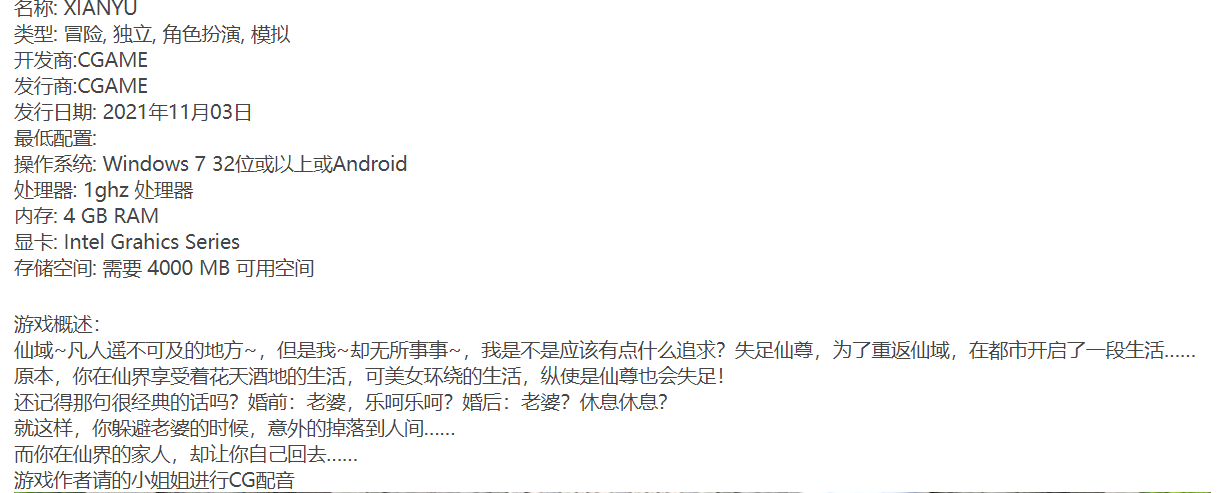 名称: XIANYU
类型: 冒险, 独立, 角色扮演, 模拟
开发商:CGAME
发行商:CGAME
发行日期: 2021年11月03日
最低配置:
操作系统: Windows 7 32位或以上或Android
处理器: 1ghz 处理器
内存: 4 GB RAM
显卡: Intel Grahics Series
存储空间: 需要 4000 MB 可用空间
游戏概述：
仙域~凡人遥不可及的地方~，但是我~却无所事事~，我是不是应该有点什么追求？失足仙尊，为了重返仙域，在都市开启了一段生活……
原本，你在仙界享受着花天酒地的生活，可美女环绕的生活，纵使是仙尊也会失足！
还记得那句很经典的话吗？婚前：老婆，乐呵乐呵？婚后：老婆？休息休息？
就这样，你躲避老婆的时候，意外的掉落到人间……
而你在仙界的家人，却让你自己回去……
游戏作者请的小姐姐进行CG配音